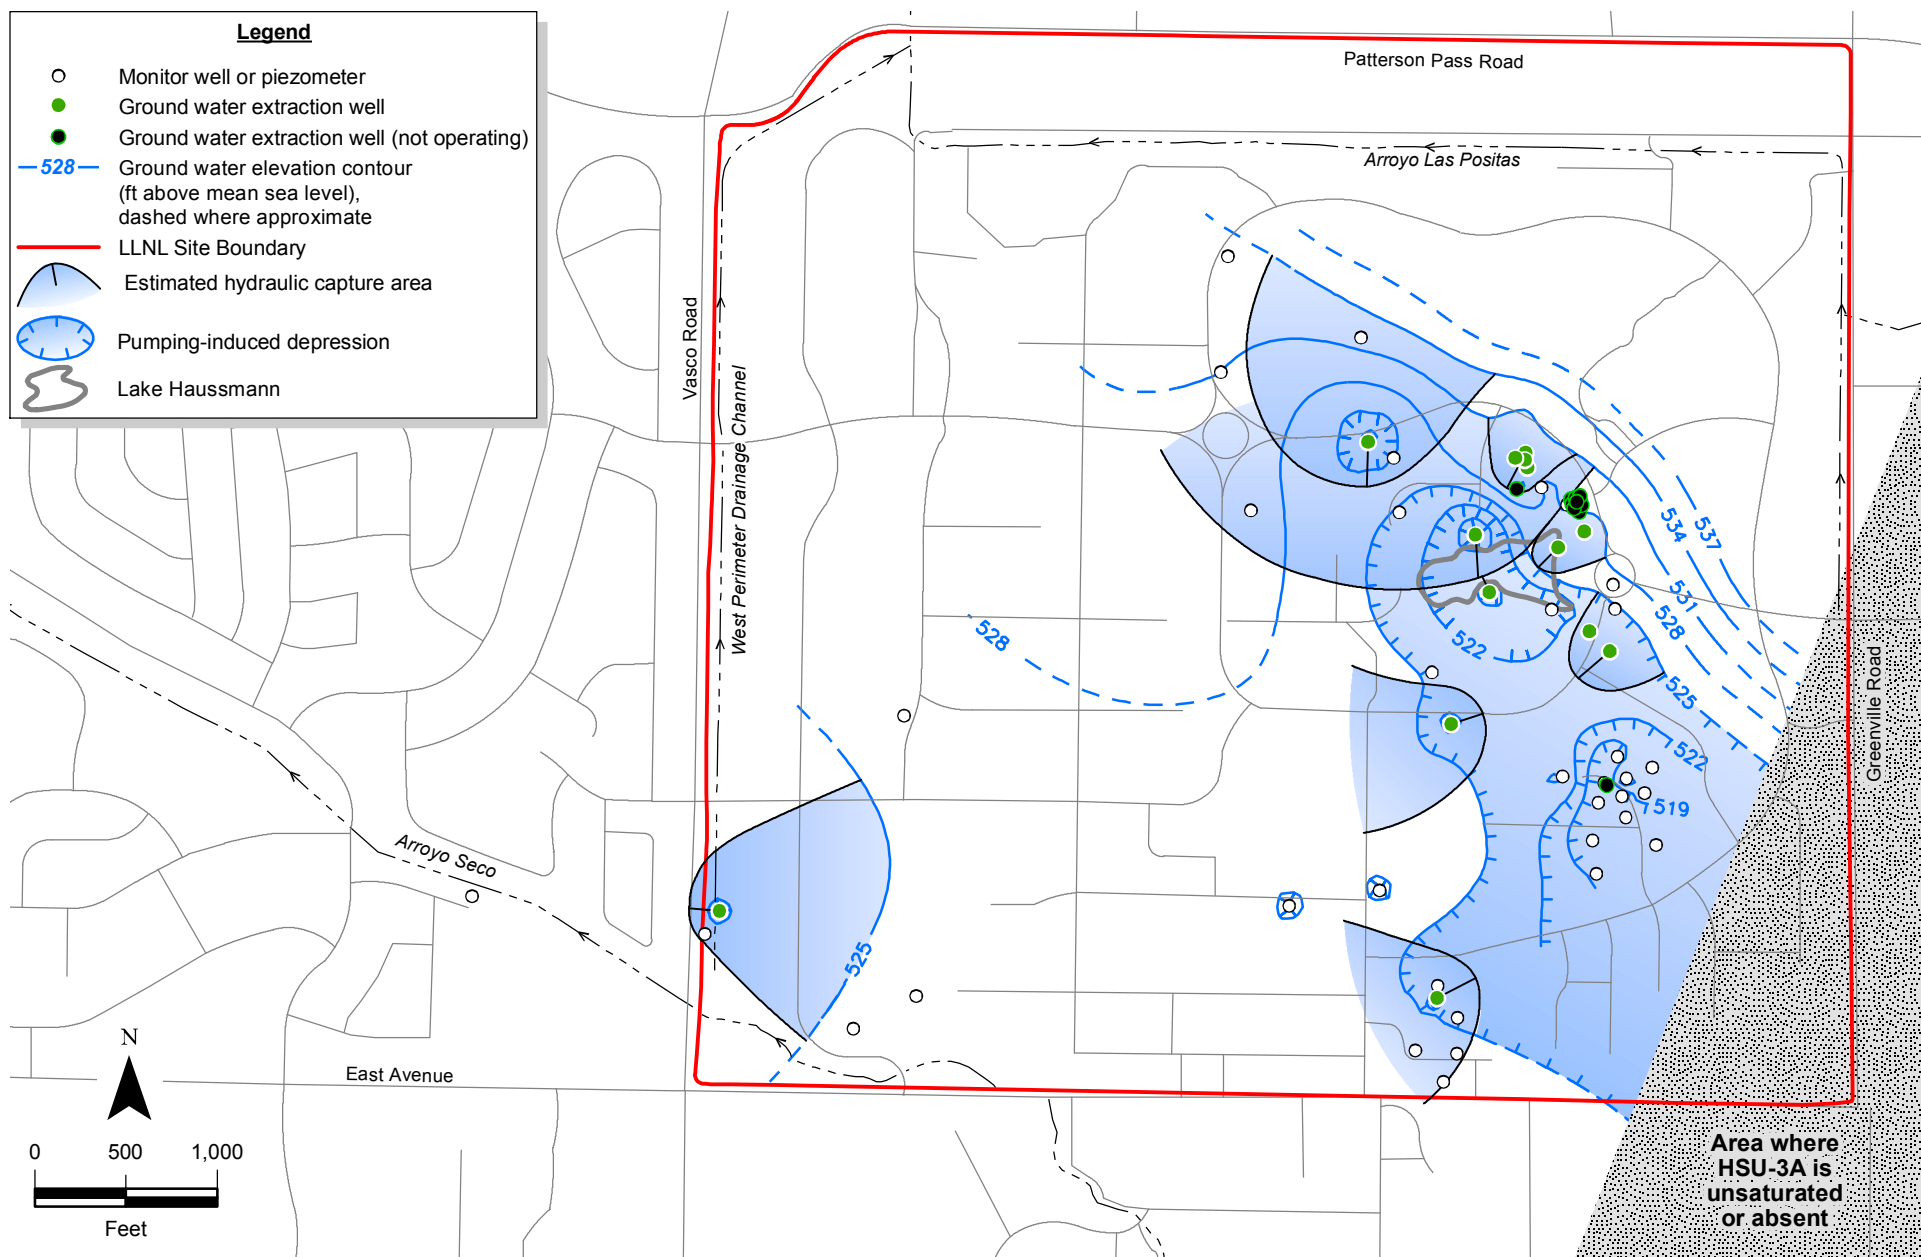 Legend
Monitor well or piezometer
Ground water extraction well
Ground water extraction well (not operating)
528
Ground water elevation contour
(ft above mean sea level),
dashed where approximate
LLNL Site Boundary
Estimated hydraulic capture area
Pumping-induced depression
Lake Haussmann
Patterson Pass Road
Arroyo Las Positas
Vasco Road
West Perimeter Drainage Channel
537
534
531
528
528
522
525
522
519
Greenville Road
Arroyo Seco
525
N
East Avenue
0 500 1,000
Feet
Area where
HSU-3A is
unsaturated
or absent